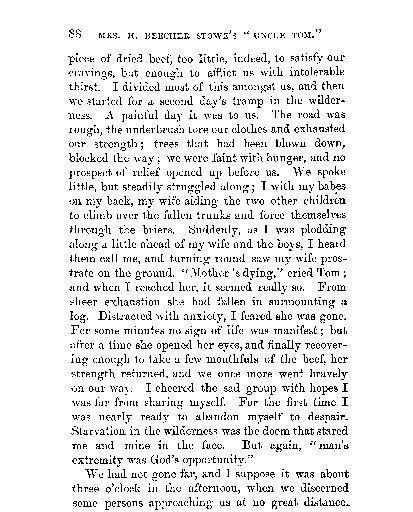 88 MRS. H. BEECHER STOWE'S "UNCLE TOM."
piece of dried beef, too little, indeed, to satisfy our
cravings, but enough to afflict us with intolerable
thirst. I divided most of this amongst us, and then
we started for a second day's tramp in the wilder-
ness. A painful day it was to us. The road was
rough, the underbrush tore our clothes and exhausted
our strength; trees that had been blown down,
blocked the way; we were faint with hunger, and no
prospect of relief opened up before us. We spoke
little, but steadily struggled along; I with my babes
on my back, my wife aiding the two other children
to climb over the fallen trunks and force themselves
through the briers. Suddenly, as I was plodding
along a little ahead of my wife and the boys, I heard
them call me, and turning round saw my wife pros-
trate on the ground. "Mother's dying," cried Tom;
and when I reached her, it seemed really so. From
sheer exhaustion she had fallen in surmounting a
log. Distracted with anxiety, I feared she was gone.
For some minutes no sign of life was manifest; but
after a time she opened her eyes, and finally recover-
ing enough to take a few mouthfuls of the beef, her
strength returned, and we once more went bravely
on our way. I cheered the sad group with hopes I
was far from sharing myself. For the first time I
was nearly ready to abandon myself to despair.
Starvation in the wilderness was the doom that stared
me and mine in the face. But again, "man's
extremity was God's opportunity."
We had not gone far, and I suppose it was about
three o'clock in the afternoon, when we discerned
some persons approaching us at no great distance.